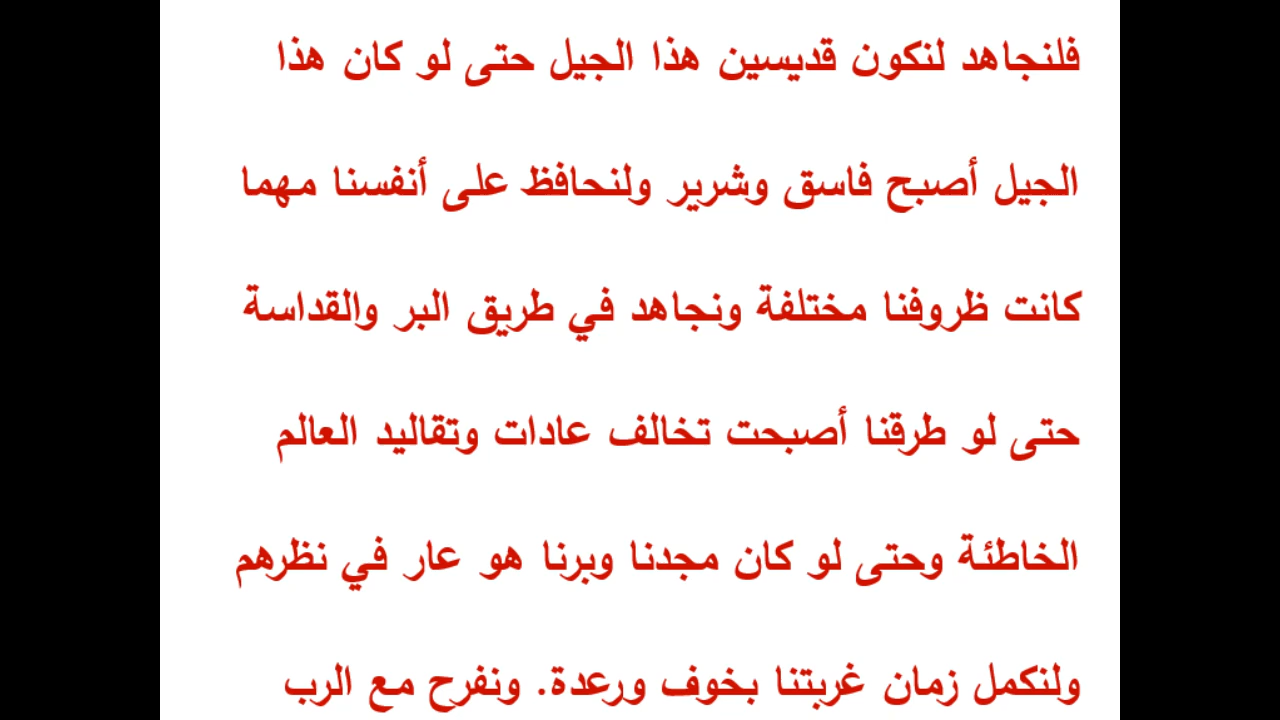 فلنجاهد لنكون قديسين هذا الجيل حتى لو كان هذا
الجيل أصبح فاسق وشرير ولنحافظ على أنفسنا مهما
كانت ظروفنا مختلفة ونجاهد في طريق البر والقداسة
حتى لو طرقنا أصبحت تخالف عادات وتقاليد العالم
الخاطئة وحتى لو كان مجدنا وبرنا هو عار في نظرهم
ولنكمل زمان غربتنا بخوف ورعدة. ونفرح مع الرب